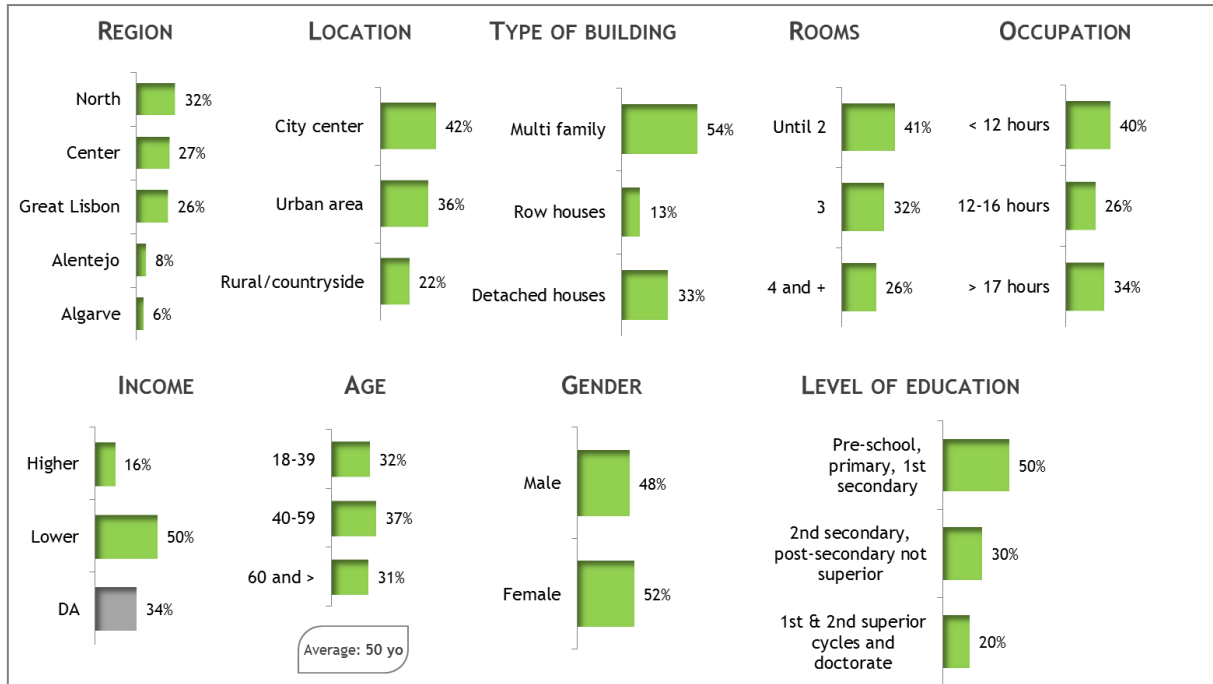 REGION
North 32%
Center 27%
Great Lisbon 26%
Alentejo 8%
Algarve 6%
LOCATION
City center 42%
Urban area 36%
Rural/countryside 22%
TYPE OF BUILDING
Multi family 54%
Row houses 13%
Detached houses 33%
ROOMS
Until 2 41%
3 32%
4 and + 26%
OCCUPATION
< 12 hours 40%
12-16 hours 26%
> 17 hours 34%
INCOME
Higher 16%
Lower 50%
DA 34%
AGE
18-39 32%
40-59 37%
60 and > 31%
Average: 50 yo
GENDER
Male 48%
Female 52%
LEVEL OF EDUCATION
Pre-school,
primary, 1st
secondary
50%
2nd secondary,
post-secondary not
superior
30%
1st & 2nd superior
cycles and
doctorate
20%